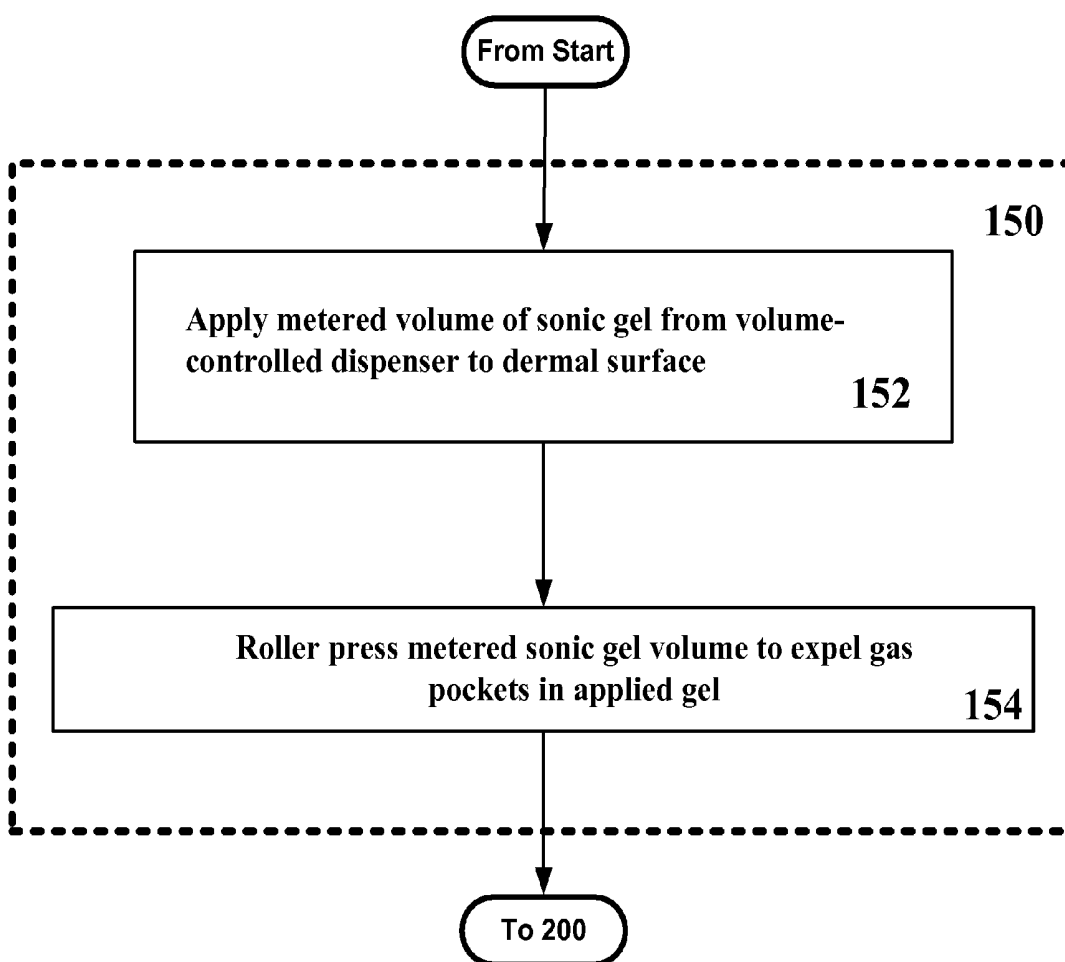 From Start
150
Apply metered volume of sonic gel from volume-
controlled dispenser to dermal surface
152
Roller press metered sonic gel volume to expel gas
pockets in applied gel
154
To 200